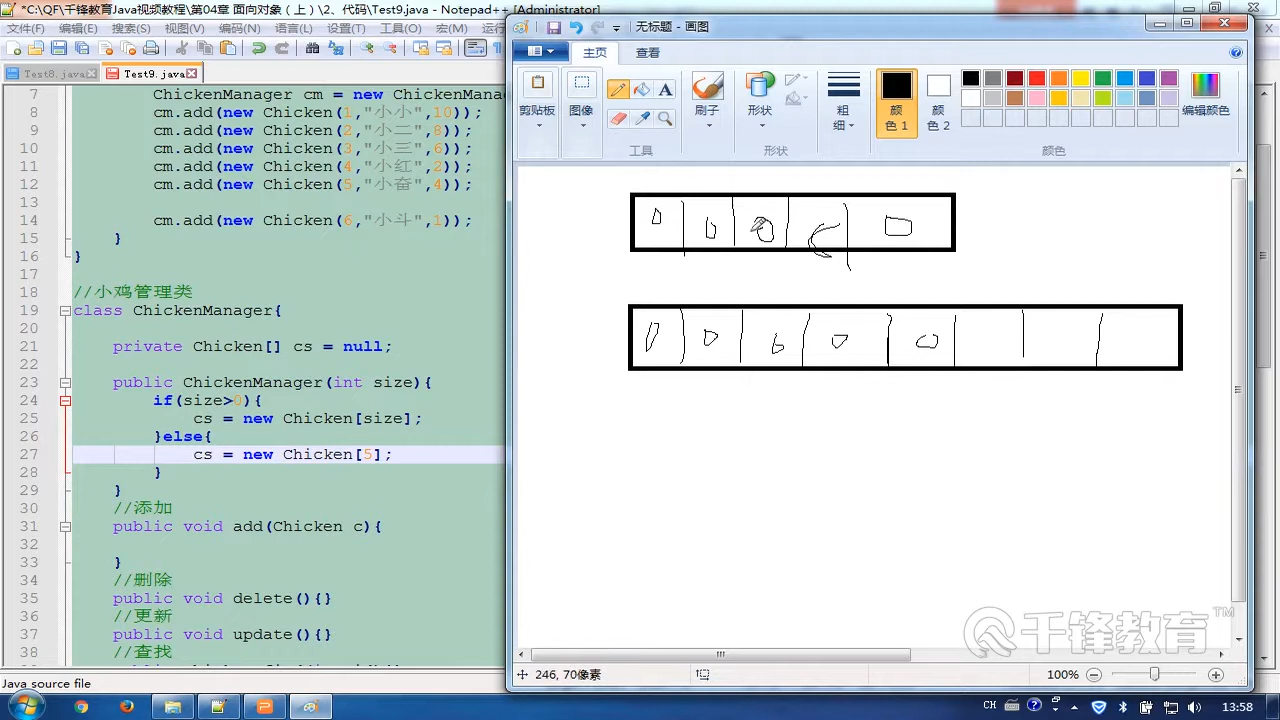 *C:\QF\千锋教育Java视频教程\第04章 面向对象（上）\2、代码\Test9.java - Notepad++ [Administrator]
文件(F) 编辑(E) 搜索(S) 视图(V) 编码(N) 语言(L) 设置(T) 工具(O) 宏(M) 运行
Test8.java Test9.java
7 ChickenManager cm = new ChickenMana
8 cm.add(new Chicken(1,"小小",10));
9 cm.add(new Chicken(2,"小二",8));
10 cm.add(new Chicken(3,"小三",6));
11 cm.add(new Chicken(4,"小红",2));
12 cm.add(new Chicken(5,"小奋",4));
13
14 cm.add(new Chicken(6,"小斗",1));
15 }
16 }
17
18 //小鸡管理类
19 class ChickenManager{
20
21 private Chicken[] cs = null;
22
23 public ChickenManager(int size){
24 if(size>0){
25 cs = new Chicken[size];
26 }else{
27 cs = new Chicken[5];
28 }
29 }
30 //添加
31 public void add(Chicken c){
32
33 }
34 //删除
35 public void delete(){}
36 //更新
37 public void update(){}
38 //查找
Java source file
无标题 - 画图
主页 查看
剪贴板 图像 工具 刷子 形状 形状 粗细 颜色 1 颜色 2 编辑颜色 颜色
千锋教育™
246, 70像素 100%
CH 13:58